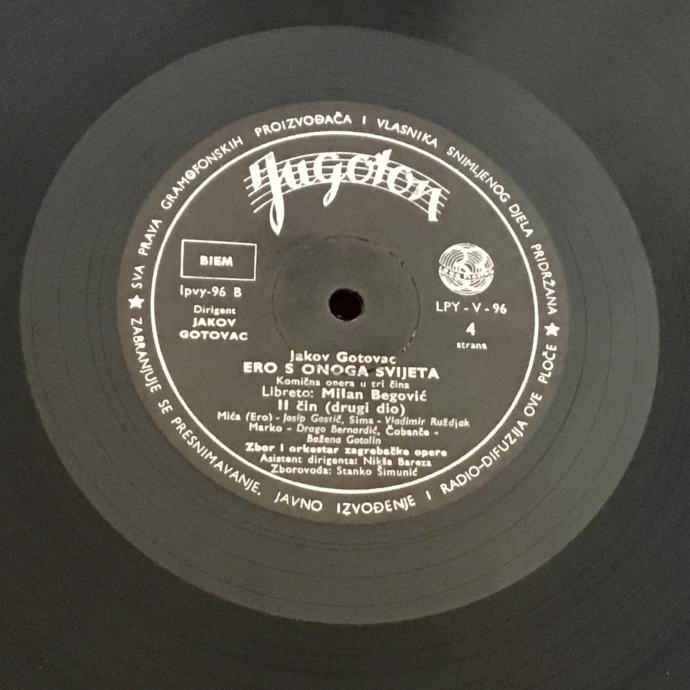 ★ SVA PRAVA GRAMOFONSKIH PROIZVOĐAČA I VLASNIKA SNIMLJENOG DJELA PRIDRŽANA ★
Jugoton
BIEM
lpvy-96 B
LPY - V - 96
Dirigent
JAKOV
GOTOVAC
4
strana
Jakov Gotovac
ERO S ONOGA SVIJETA
Komična opera u tri čina
Libreto: Milan Begović
II čin (drugi dio)
Mića (Ero) - Josip Gostič, Sima - Vladimir Ruždjak
Marko - Drago Bernardić, Čobanče -
Božena Gotolin
Zbor i orkestar zagrebačke opere
Asistent dirigenta: Nikša Bareza
Zborovođa: Stanko Šimunić
ZABRANJUJE SE PRESNIMAVANJE, JAVNO IZVOĐENJE I RADIO-DIFUZIJA OVE PLOČE